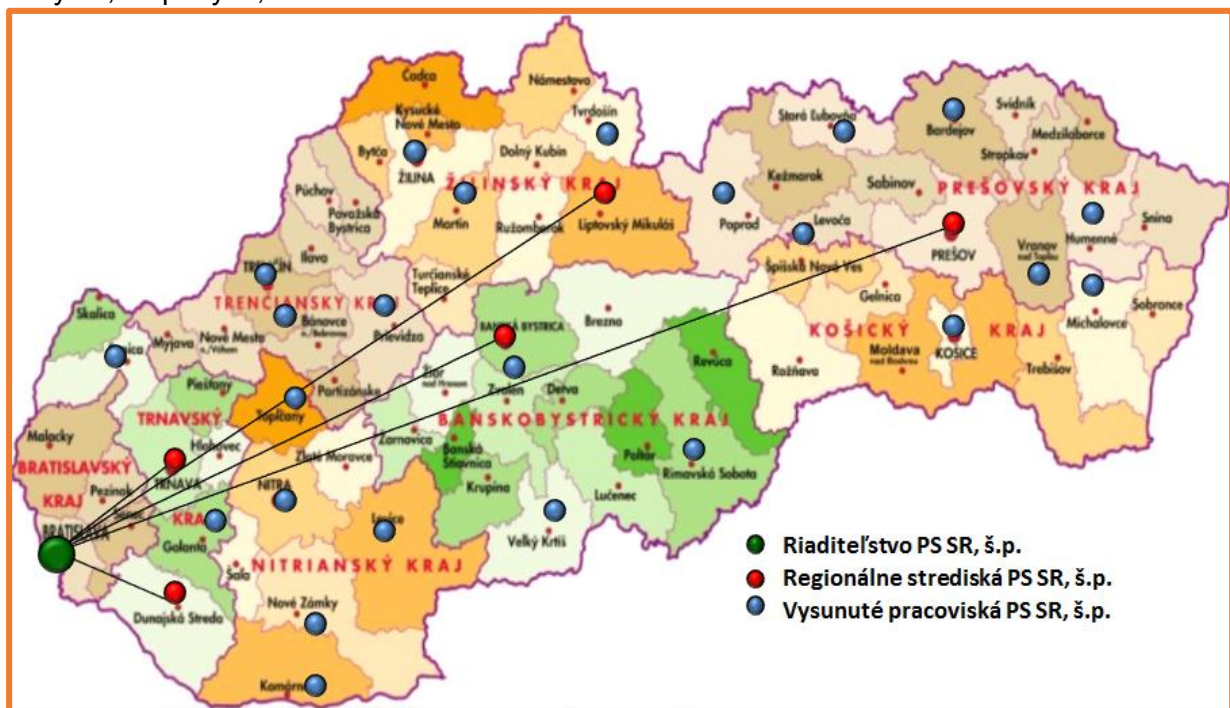 Čadca
Námestovo
Kysucké
Nové Mesto
Tvrdošín
Bytča
Dolný Kubín
ŽILINA
ŽILINSKÝ KRAJ
Martin
Ružomberok
Liptovský Mikuláš
Turčianské
Teplice
Púchov
Považská
Bystrica
Ilava
TRENČÍN
TRENČIANSKÝ KRAJ
Bánovce
n./Bebravou
Prievidza
Partizánske
Nové Mesto
n./Váhom
Myjava
Skalica
Stará Ľubovňa
Bardejov
Svidník
Medzilaborce
Stropkov
Kežmarok
Sabinov
PREŠOVSKÝ KRAJ
Poprad
Levoča
PREŠOV
Vranov
nad Topľou
Humenné
Snina
Spišská Nová Ves
Gelnica
KOŠICKÝ KRAJ
Moldava
nad Bodvou
KOŠICE
Rožňava
Trebišov
Michalovce
Sobrance
BANSKÁ BYSTRICA
Brezno
Žiar
nad Hronom
Zvolen
Detva
Revúca
BANSKOBYSTRICKÝ KRAJ
Žarnovica
Banská
Štiavnica
Krupina
Poltár
Rimavská Sobota
Lučenec
Veľký Krtíš
Piešťany
TRNAVSKÝ
KRAJ
Hlohovec
TRNAVA
Galanta
Dunajská Streda
Malacky
BRATISLAVSKÝ
KRAJ
Pezinok
Senec
BRATISLAVA
Topľčany
Zlaté Moravce
NITRA
Levice
NITRIANSKÝ KRAJ
Šaľa
Nové Zámky
Komárno
Riaditeľstvo PS SR, š.p.
Regionálne strediská PS SR, š.p.
Vysunuté pracoviská PS SR, š.p.